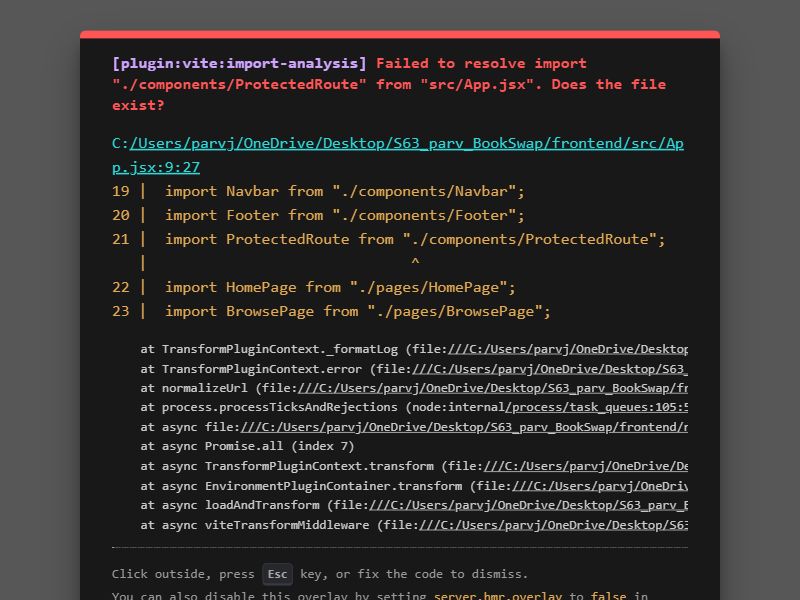 [plugin:vite:import-analysis] Failed to resolve import
"./components/ProtectedRoute" from "src/App.jsx". Does the file
exist?
C:/Users/parvj/OneDrive/Desktop/S63_parv_BookSwap/frontend/src/Ap
p.jsx:9:27
19 |  import Navbar from "./components/Navbar";
20 |  import Footer from "./components/Footer";
21 |  import ProtectedRoute from "./components/ProtectedRoute";
   |                              ^
22 |  import HomePage from "./pages/HomePage";
23 |  import BrowsePage from "./pages/BrowsePage";
at TransformPluginContext._formatLog (file:///C:/Users/parvj/OneDrive/Desktop
at TransformPluginContext.error (file:///C:/Users/parvj/OneDrive/Desktop/S63_
at normalizeUrl (file:///C:/Users/parvj/OneDrive/Desktop/S63_parv_BookSwap/fr
at process.processTicksAndRejections (node:internal/process/task_queues:105:5
at async file:///C:/Users/parvj/OneDrive/Desktop/S63_parv_BookSwap/frontend/n
at async Promise.all (index 7)
at async TransformPluginContext.transform (file:///C:/Users/parvj/OneDrive/De
at async EnvironmentPluginContainer.transform (file:///C:/Users/parvj/OneDriv
at async loadAndTransform (file:///C:/Users/parvj/OneDrive/Desktop/S63_parv_B
at async viteTransformMiddleware (file:///C:/Users/parvj/OneDrive/Desktop/S63
Click outside, press Esc key, or fix the code to dismiss.
You can also disable this overlay by setting server.hmr.overlay to false in